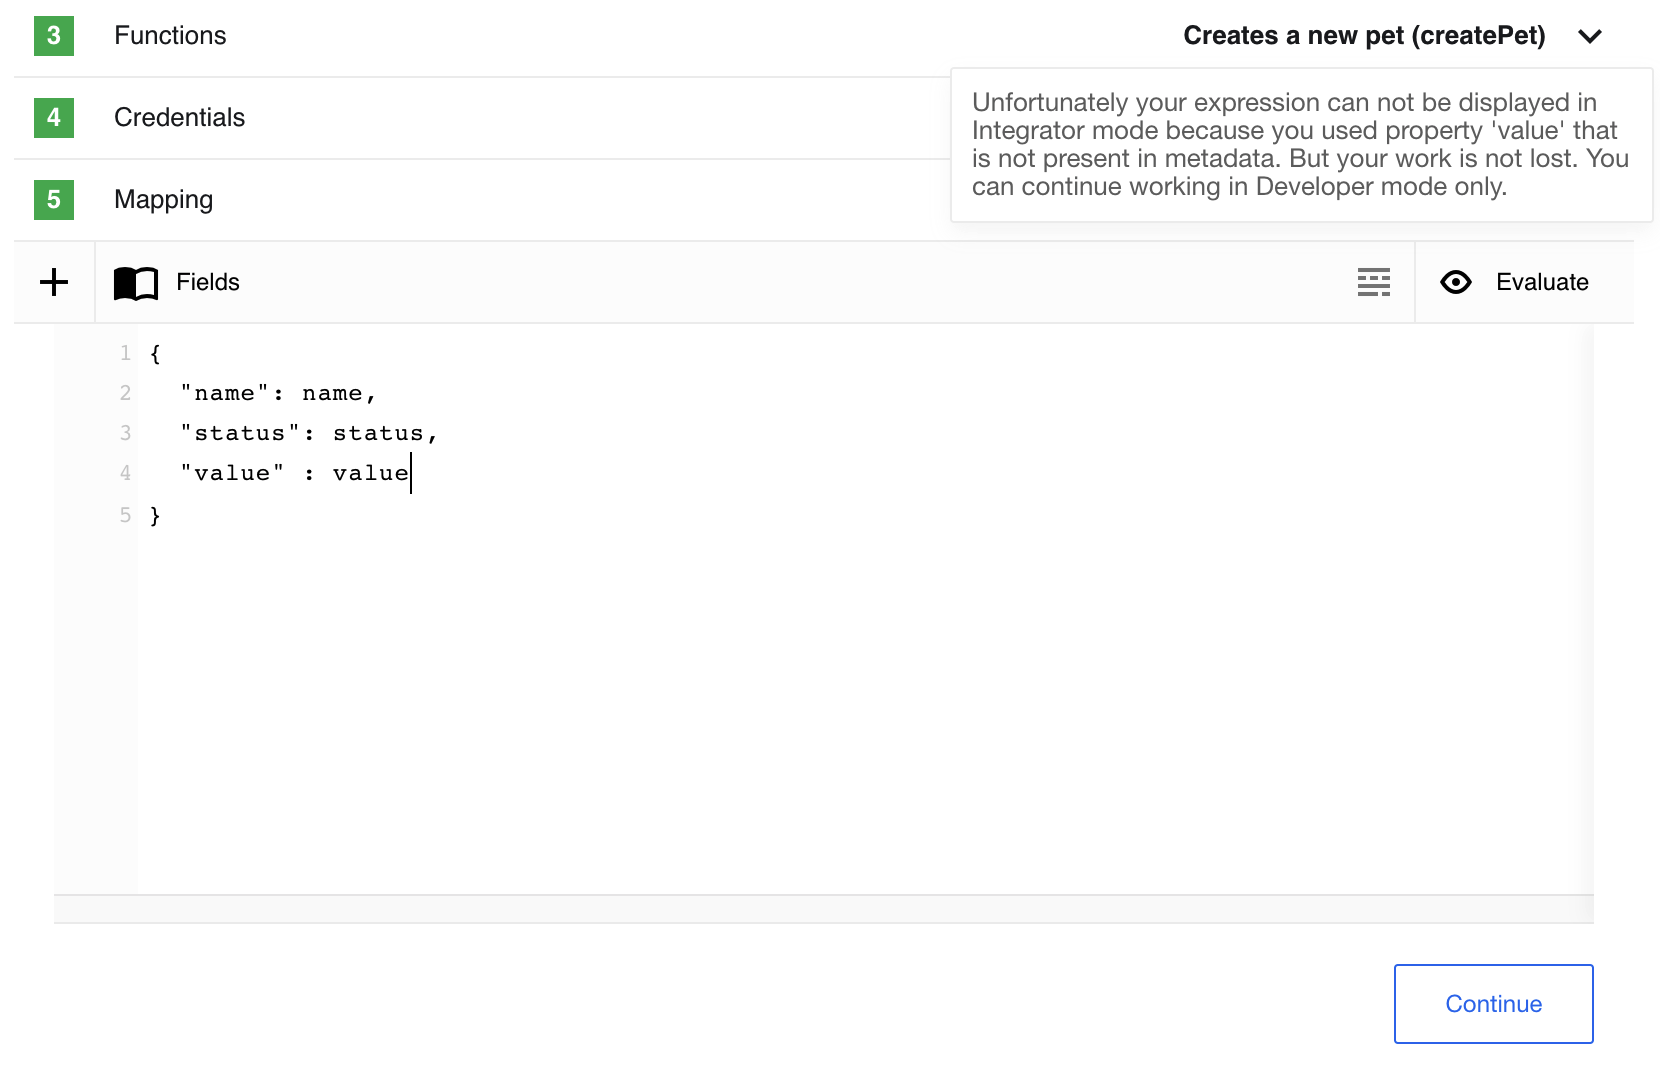 3 Functions Creates a new pet (createPet)
4 Credentials
Unfortunately your expression can not be displayed in
Integrator mode because you used property 'value' that
is not present in metadata. But your work is not lost. You
can continue working in Developer mode only.
5 Mapping
Fields Evaluate
1 {
2 "name": name,
3 "status": status,
4 "value" : value
5 }
Continue